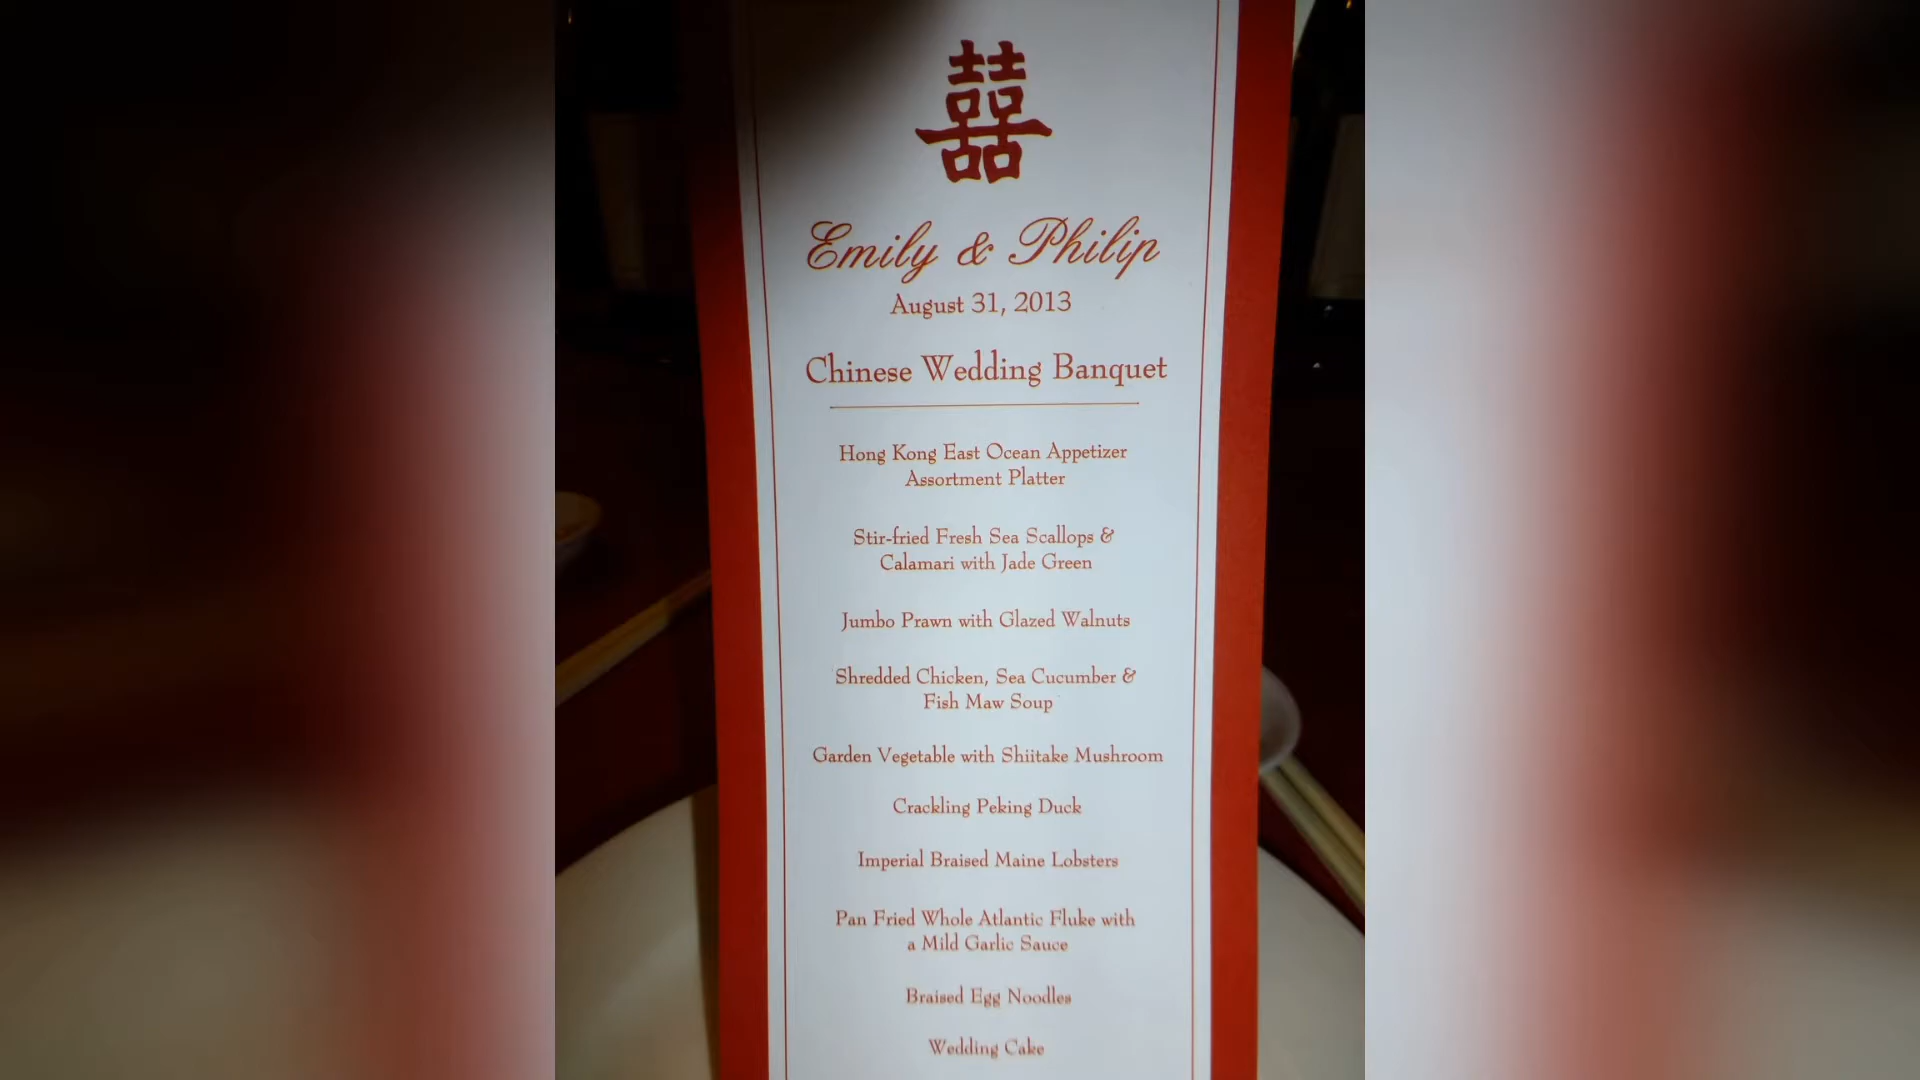 囍
Emily & Philip
August 31, 2013
Chinese Wedding Banquet
Hong Kong East Ocean Appetizer
Assortment Platter
Stir-fried Fresh Sea Scallops &
Calamari with Jade Green
Jumbo Prawn with Glazed Walnuts
Shredded Chicken, Sea Cucumber &
Fish Maw Soup
Garden Vegetable with Shiitake Mushroom
Crackling Peking Duck
Imperial Braised Maine Lobsters
Pan Fried Whole Atlantic Fluke with
a Mild Garlic Sauce
Braised Egg Noodles
Wedding Cake